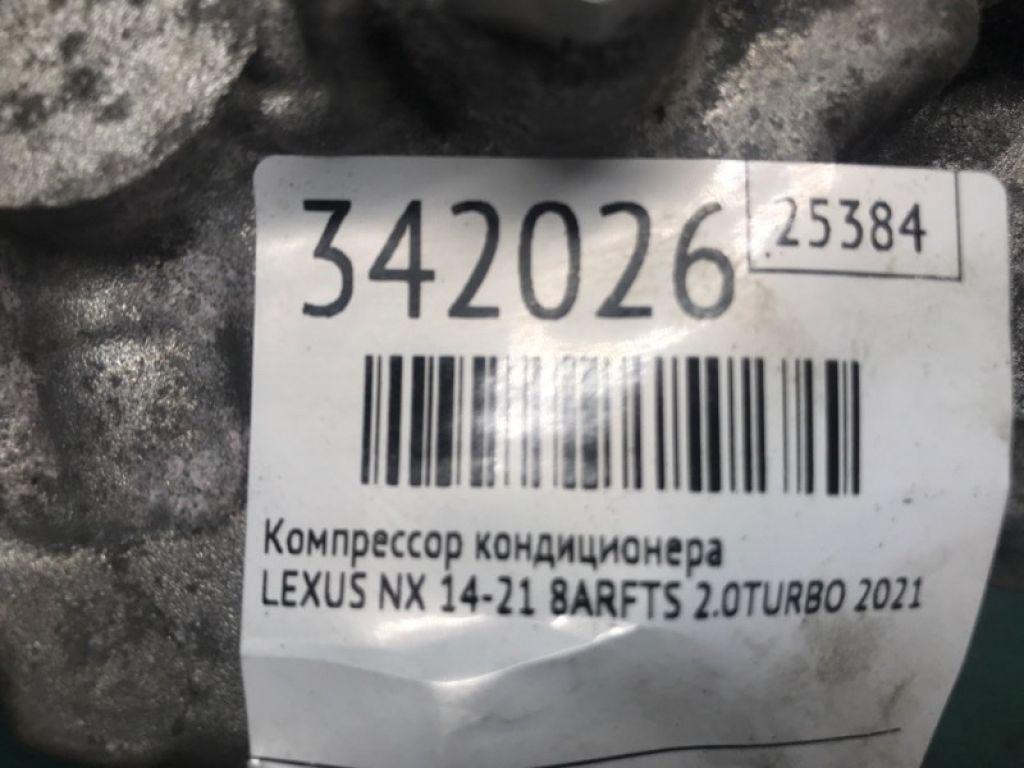 342026
25384
Компрессор кондиционера
LEXUS NX 14-21 8ARFTS 2.0TURBO 2021